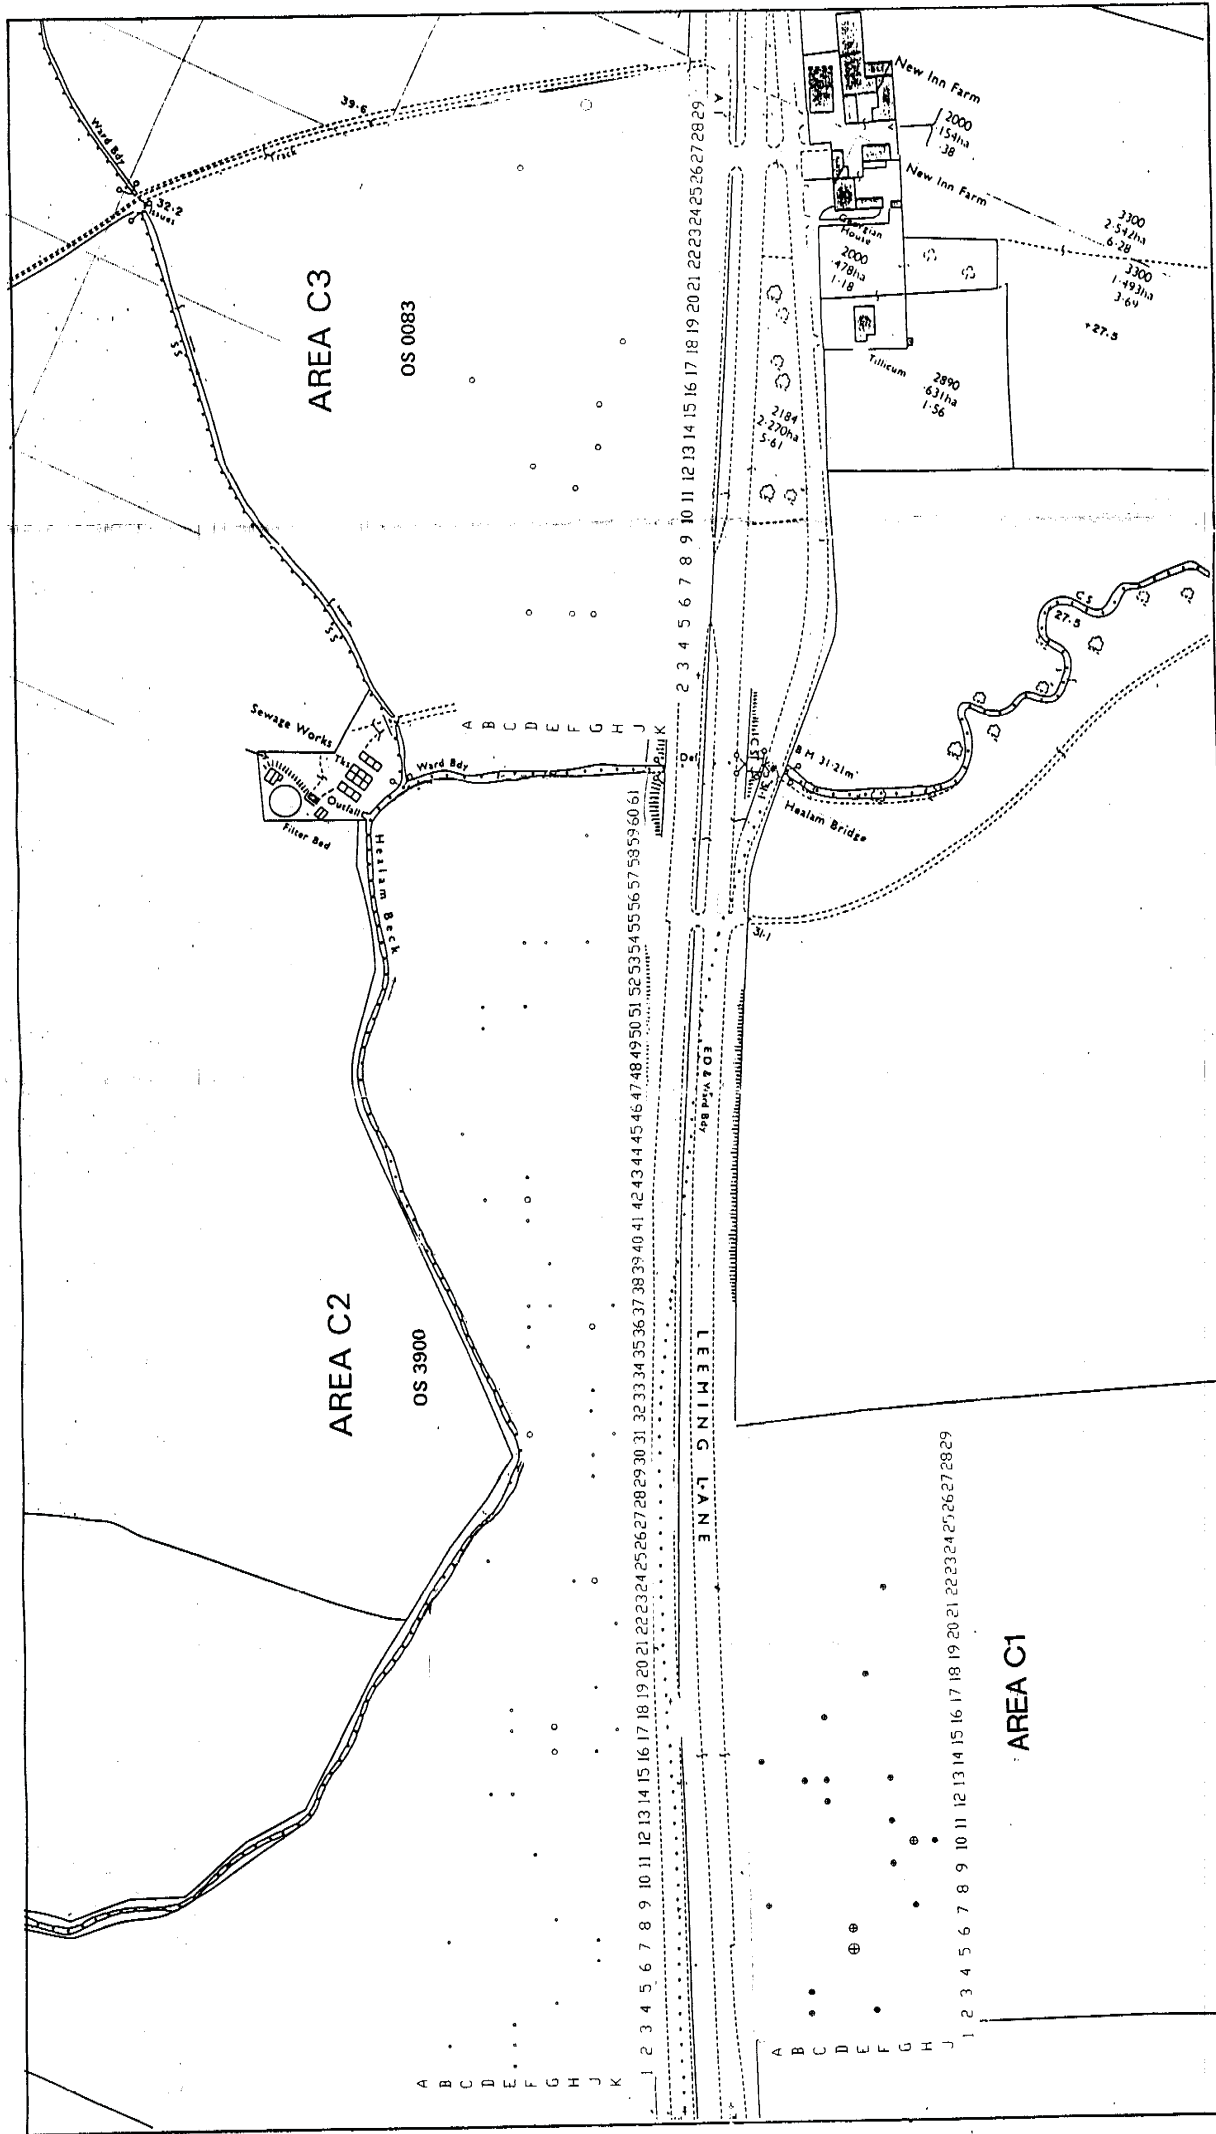 AREA C3
OS 0083
Ward Bdy
39·6
Track
32·2
Issues
SS
SS
A 1
New Inn Farm
2000
·154ha
·38
New Inn Farm
Georgian
House
2000
·478ha
1·18
3300
2·542ha
6·28
3300
1·493ha
3·69
+27·5
Tillicum
2890
·631ha
1·56
2184
2·270ha
5·61
2 3 4 5 6 7 8 9 10 11 12 13 14 15 16 17 18 19 20 21 22 23 24 25 26 27 28 29
A
B
C
D
E
F
G
H
J
K
Sewage Works
Tks
Outfall
Filter Bed
Ward Bdy
Healam Beck
Def
B M 31·21m
Healam Bridge
CS
27·5
31·1
ED & Ward Bdy
LEEMING LANE
AREA C2
OS 3900
1 2 3 4 5 6 7 8 9 10 11 12 13 14 15 16 17 18 19 20 21 22 23 24 25 26 27 28 29 30 31 32 33 34 35 36 37 38 39 40 41 42 43 44 45 46 47 48 49 50 51 52 53 54 55 56 57 58 59 60 61
A
B
C
D
E
F
G
H
J
K
AREA C1
1 2 3 4 5 6 7 8 9 10 11 12 13 14 15 16 17 18 19 20 21 22 23 24 25 26 27 28 29
A
B
C
D
E
F
G
H
J